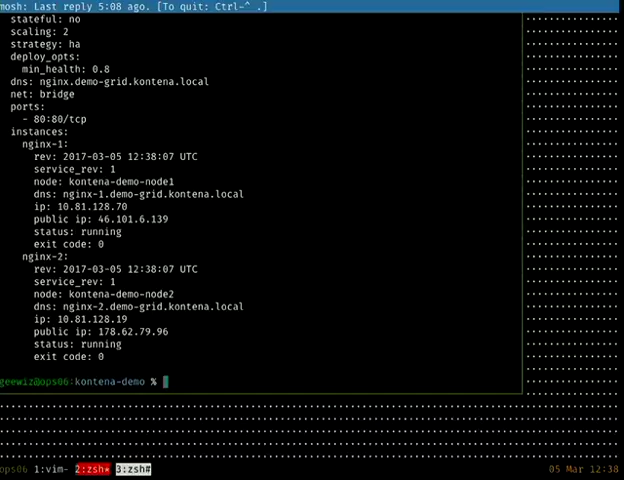 mosh: Last reply 5:08 ago. [To quit: Ctrl-^ .]
stateful: no
scaling: 2
strategy: ha
deploy_opts:
min_health: 0.8
dns: nginx.demo-grid.kontena.local
net: bridge
ports:
- 80:80/tcp
instances:
nginx-1:
rev: 2017-03-05 12:38:07 UTC
service_rev: 1
node: kontena-demo-node1
dns: nginx-1.demo-grid.kontena.local
ip: 10.81.128.70
public ip: 46.101.6.139
status: running
exit code: 0
nginx-2:
rev: 2017-03-05 12:38:07 UTC
service_rev: 1
node: kontena-demo-node2
dns: nginx-2.demo-grid.kontena.local
ip: 10.81.128.19
public ip: 178.62.79.96
status: running
exit code: 0
geewiz@ops06:kontena-demo %
ops06 1:vim- 2:zsh* 3:zsh# 05 Mar 12:38